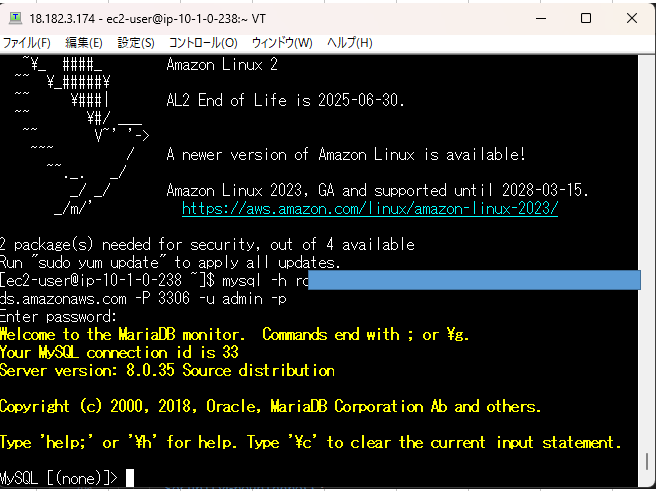 18.182.3.174 - ec2-user@ip-10-1-0-238:~ VT
ファイル(F) 編集(E) 設定(S) コントロール(O) ウィンドウ(W) ヘルプ(H)
~¥_ ####_ Amazon Linux 2
~~ ¥_#####¥
~~ ¥###| AL2 End of Life is 2025-06-30.
~~ ¥#/ ___
~~ V~' '->
~~~ / A newer version of Amazon Linux is available!
~~._. _/
_/ _/ Amazon Linux 2023, GA and supported until 2028-03-15.
_/m/' https://aws.amazon.com/linux/amazon-linux-2023/
2 package(s) needed for security, out of 4 available
Run "sudo yum update" to apply all updates.
[ec2-user@ip-10-1-0-238 ~]$ mysql -h
ds.amazonaws.com -P 3306 -u admin -p
Enter password:
Welcome to the MariaDB monitor. Commands end with ; or ¥g.
Your MySQL connection id is 33
Server version: 8.0.35 Source distribution
Copyright (c) 2000, 2018, Oracle, MariaDB Corporation Ab and others.
Type 'help;' or '¥h' for help. Type '¥c' to clear the current input statement.
MySQL [(none)]>